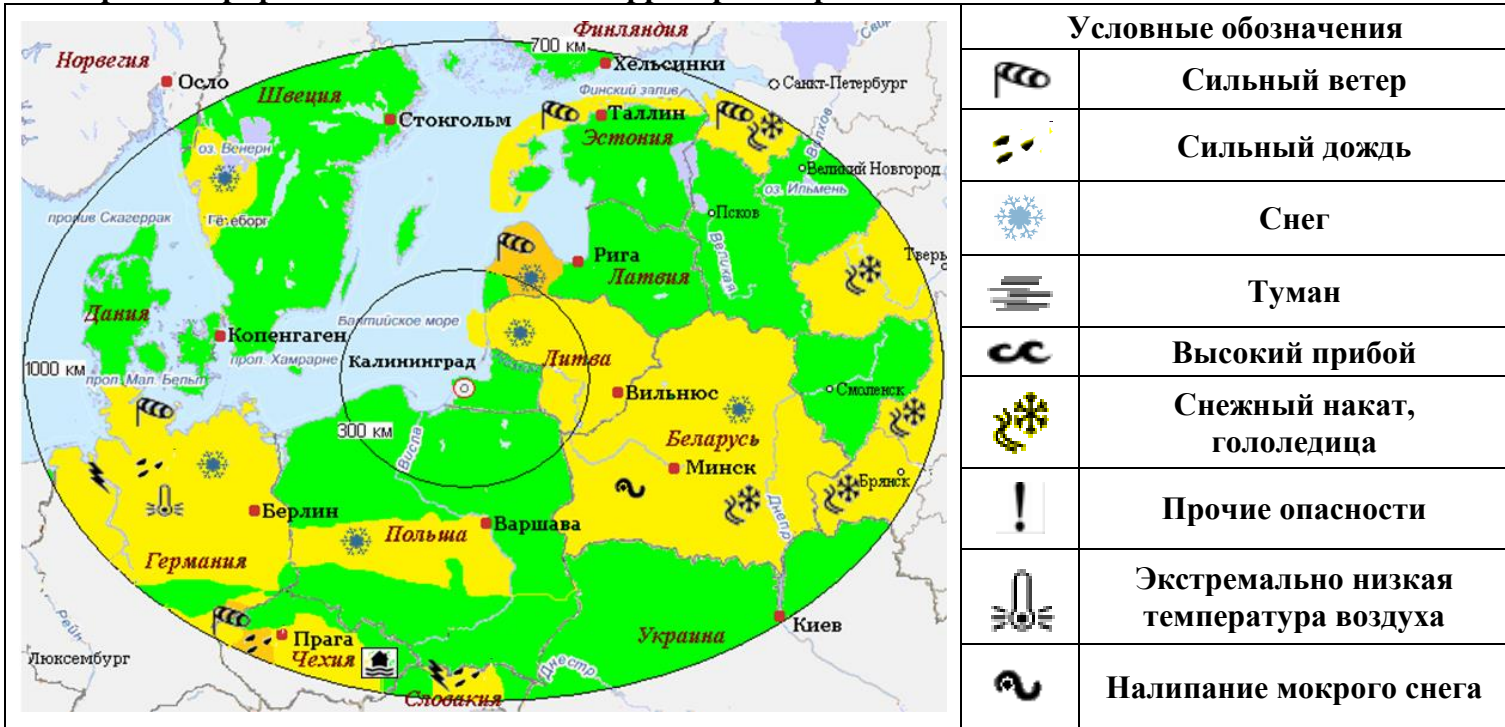 Норвегия
Осло
Швеция
Финляндия
700 км
Хельсинки
Санкт-Петербург
Финский залив
Таллин
Эстония
Стокгольм
Волхов
оз. Венерн
Великий Новгород
оз. Ильмень
Псков
Великая
пролив Скагеррак
Рига
Латвия
Тверь
Дания
Копенгаген
Балтийское море
Калининград
Литва
1000 км
прол. Мал. Бельт
Вильнюс
Смоленск
300 км
Висла
Беларусь
Минск
Брянск
Днепр
Берлин
Польша
Варшава
Германия
Рейн
Прага
Чехия
Украина
Киев
Люксембург
Словакия
Днестр
Условные обозначения
Сильный ветер
Сильный дождь
Снег
Туман
Высокий прибой
Снежный накат,
гололедица
Прочие опасности
Экстремально низкая
температура воздуха
Налипание мокрого снега